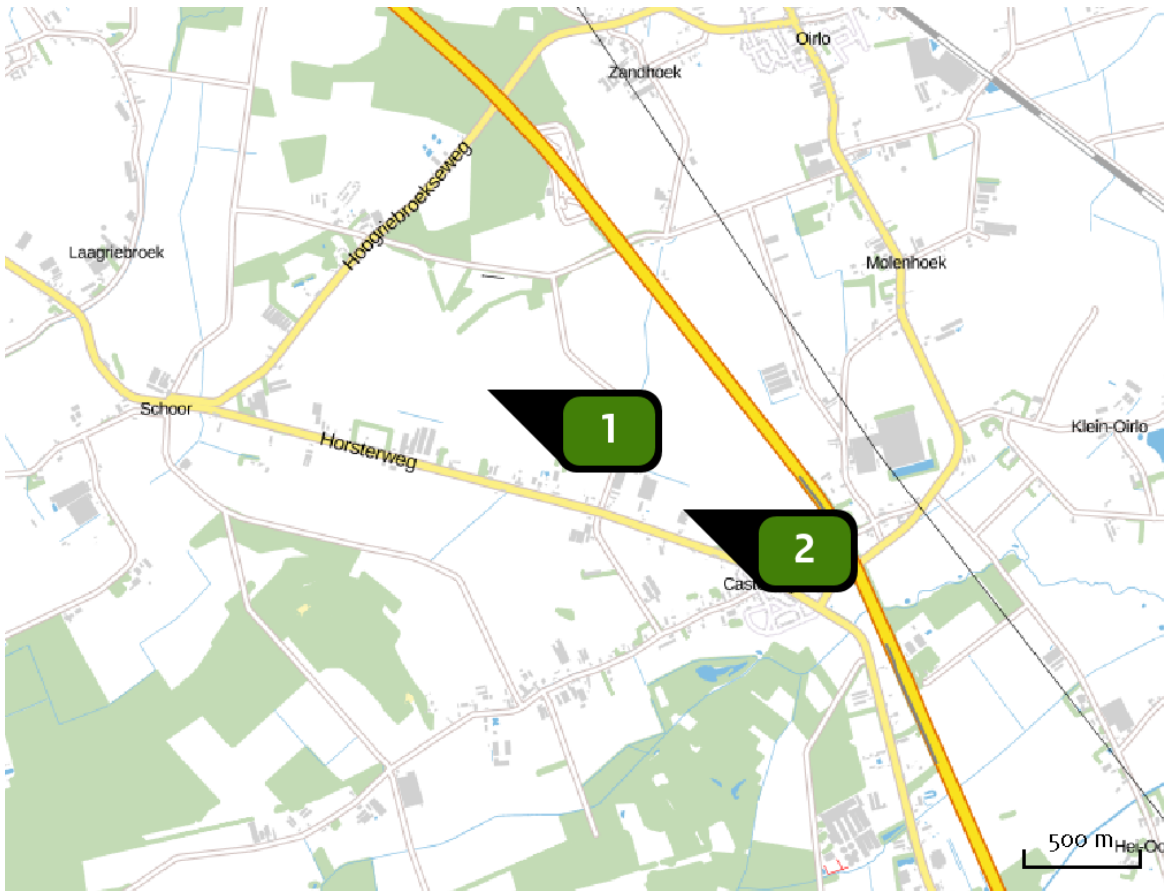 Oirlo
Zandhoek
Hoogriebroekseweg
Laagriebroek
Molenhoek
Schoor
Horsterweg
1
Klein-Oirlo
2
500 m